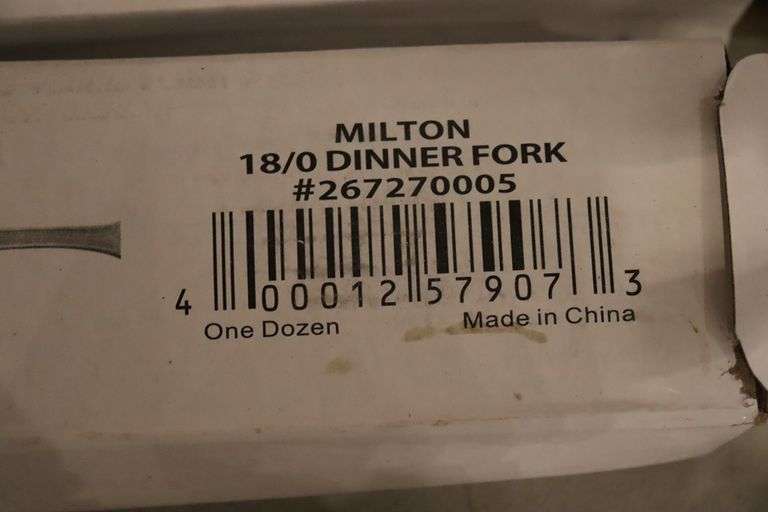 MILTON
18/0 DINNER FORK
#267270005
4 00012 57907 3
One Dozen Made in China